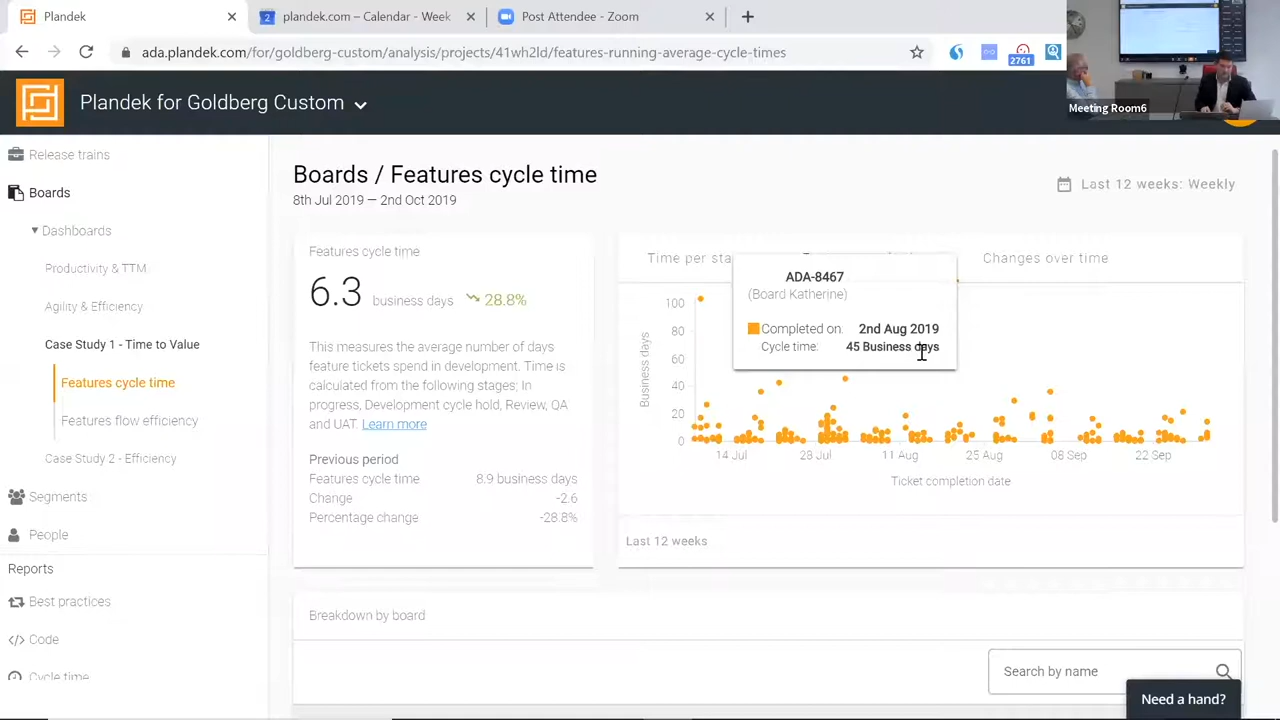 Plandek
plandek.com - Calendar - Week of
Attendee - Zoom
ada.plandek.com/for/goldberg-custom/analysis/projects
2761
Plandek for Goldberg Custom
Meeting Room6
Release trains
Boards
Dashboards
Productivity & TTM
Agility & Efficiency
Case Study 1 - Time to Value
Features cycle time
Features flow efficiency
Case Study 2 - Efficiency
Segments
People
Reports
Best practices
Code
Cycle time
Boards / Features cycle time
8th Jul 2019 — 2nd Oct 2019
Last 12 weeks: Weekly
Features cycle time
6.3 business days 28.8%
This measures the average number of days
feature tickets spend in development. Time is
calculated from the following stages; In
progress, Development cycle hold, Review, QA
and UAT. Learn more
Previous period
Features cycle time 8.9 business days
Change -2.6
Percentage change -28.8%
Time per sta
Changes over time
ADA-8467
(Board Katherine)
Completed on: 2nd Aug 2019
Cycle time: 45 Business days
Business days
100
80
60
40
20
0
14 Jul 28 Jul 11 Aug 25 Aug 08 Sep 22 Sep
Ticket completion date
Last 12 weeks
Breakdown by board
Search by name
Need a hand?